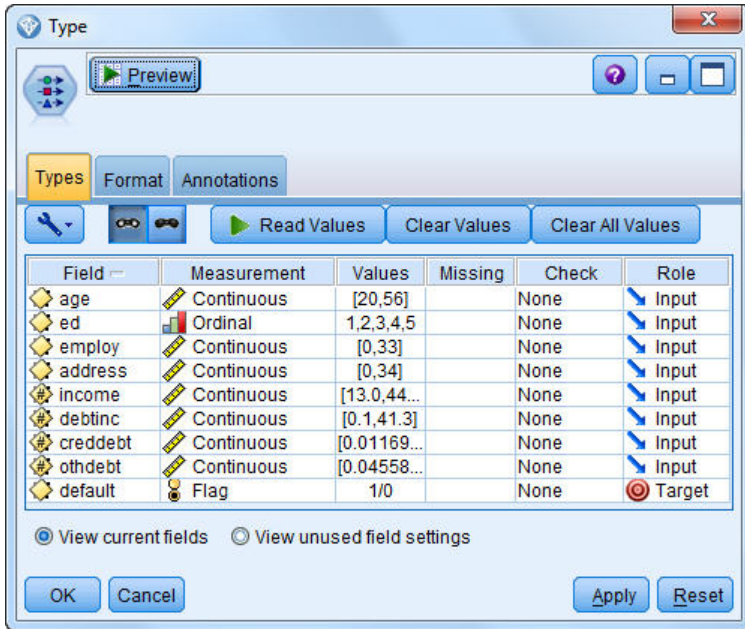 Type
Preview
Types Format Annotations
Read Values Clear Values Clear All Values
Field Measurement Values Missing Check Role
age Continuous [20,56] None Input
ed Ordinal 1,2,3,4,5 None Input
employ Continuous [0,33] None Input
address Continuous [0,34] None Input
income Continuous [13.0,44... None Input
debtinc Continuous [0.1,41.3] None Input
creddebt Continuous [0.01169... None Input
othdebt Continuous [0.04558... None Input
default Flag 1/0 None Target
View current fields View unused field settings
OK Cancel Apply Reset